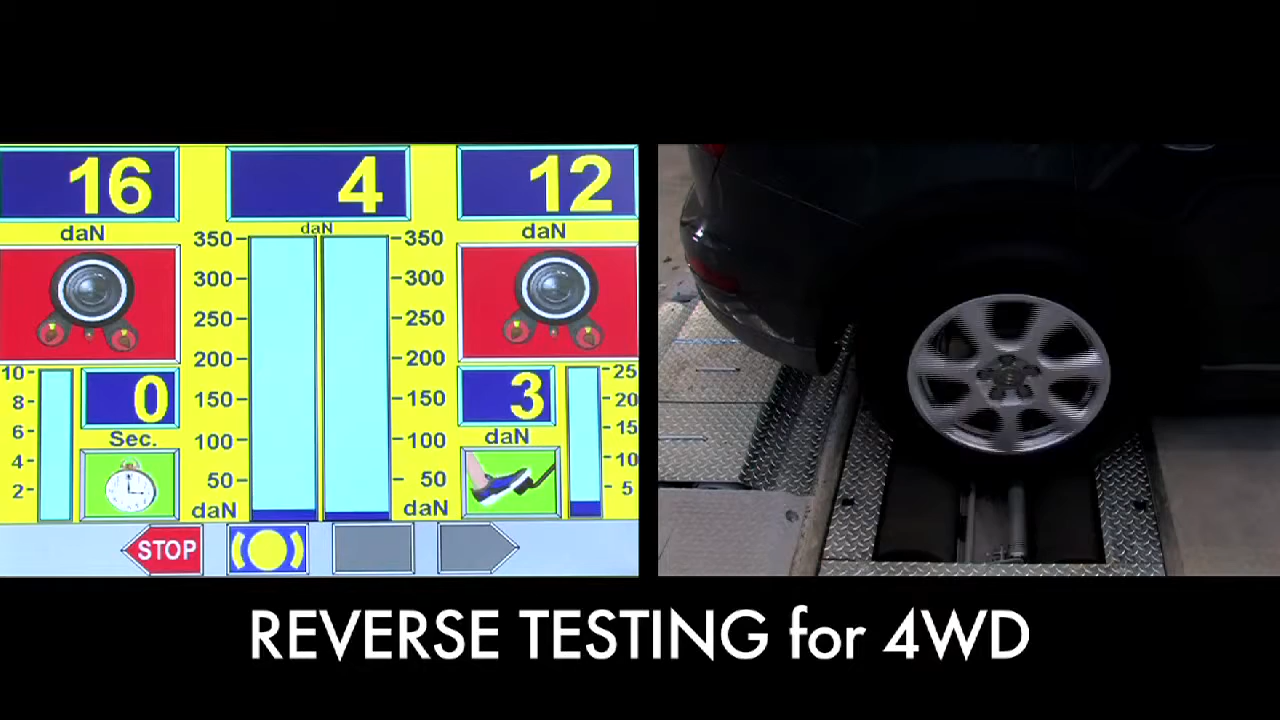 16 4 12
daN daN daN
350 350
300 300
250 250
200 200
10 25
8 0 150 150 3 20
6 Sec. 100 100 daN 15
4 10
2 50 50 5
daN daN
STOP
REVERSE TESTING for 4WD